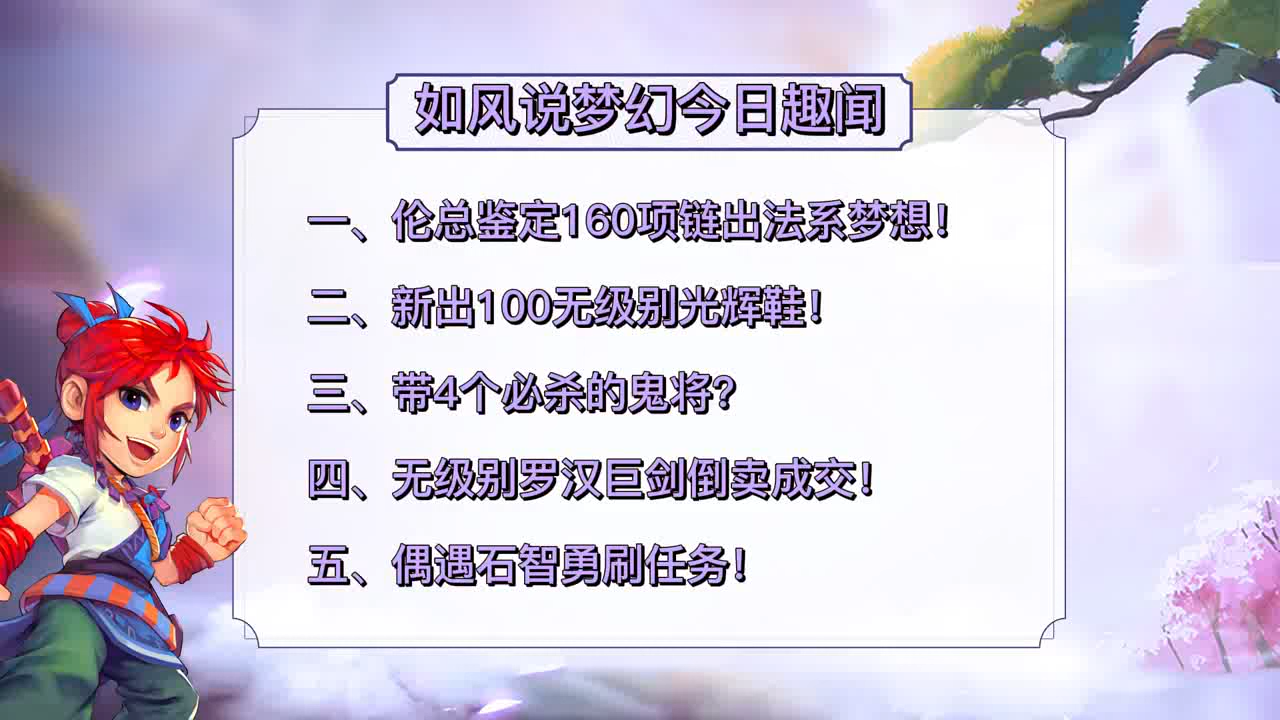 如风说梦幻今日趣闻
一、伦总鉴定160项链出法系梦想!
二、新出100无级别光辉鞋!
三、带4个必杀的鬼将?
四、无级别罗汉巨剑倒卖成交!
五、偶遇石智勇刷任务!